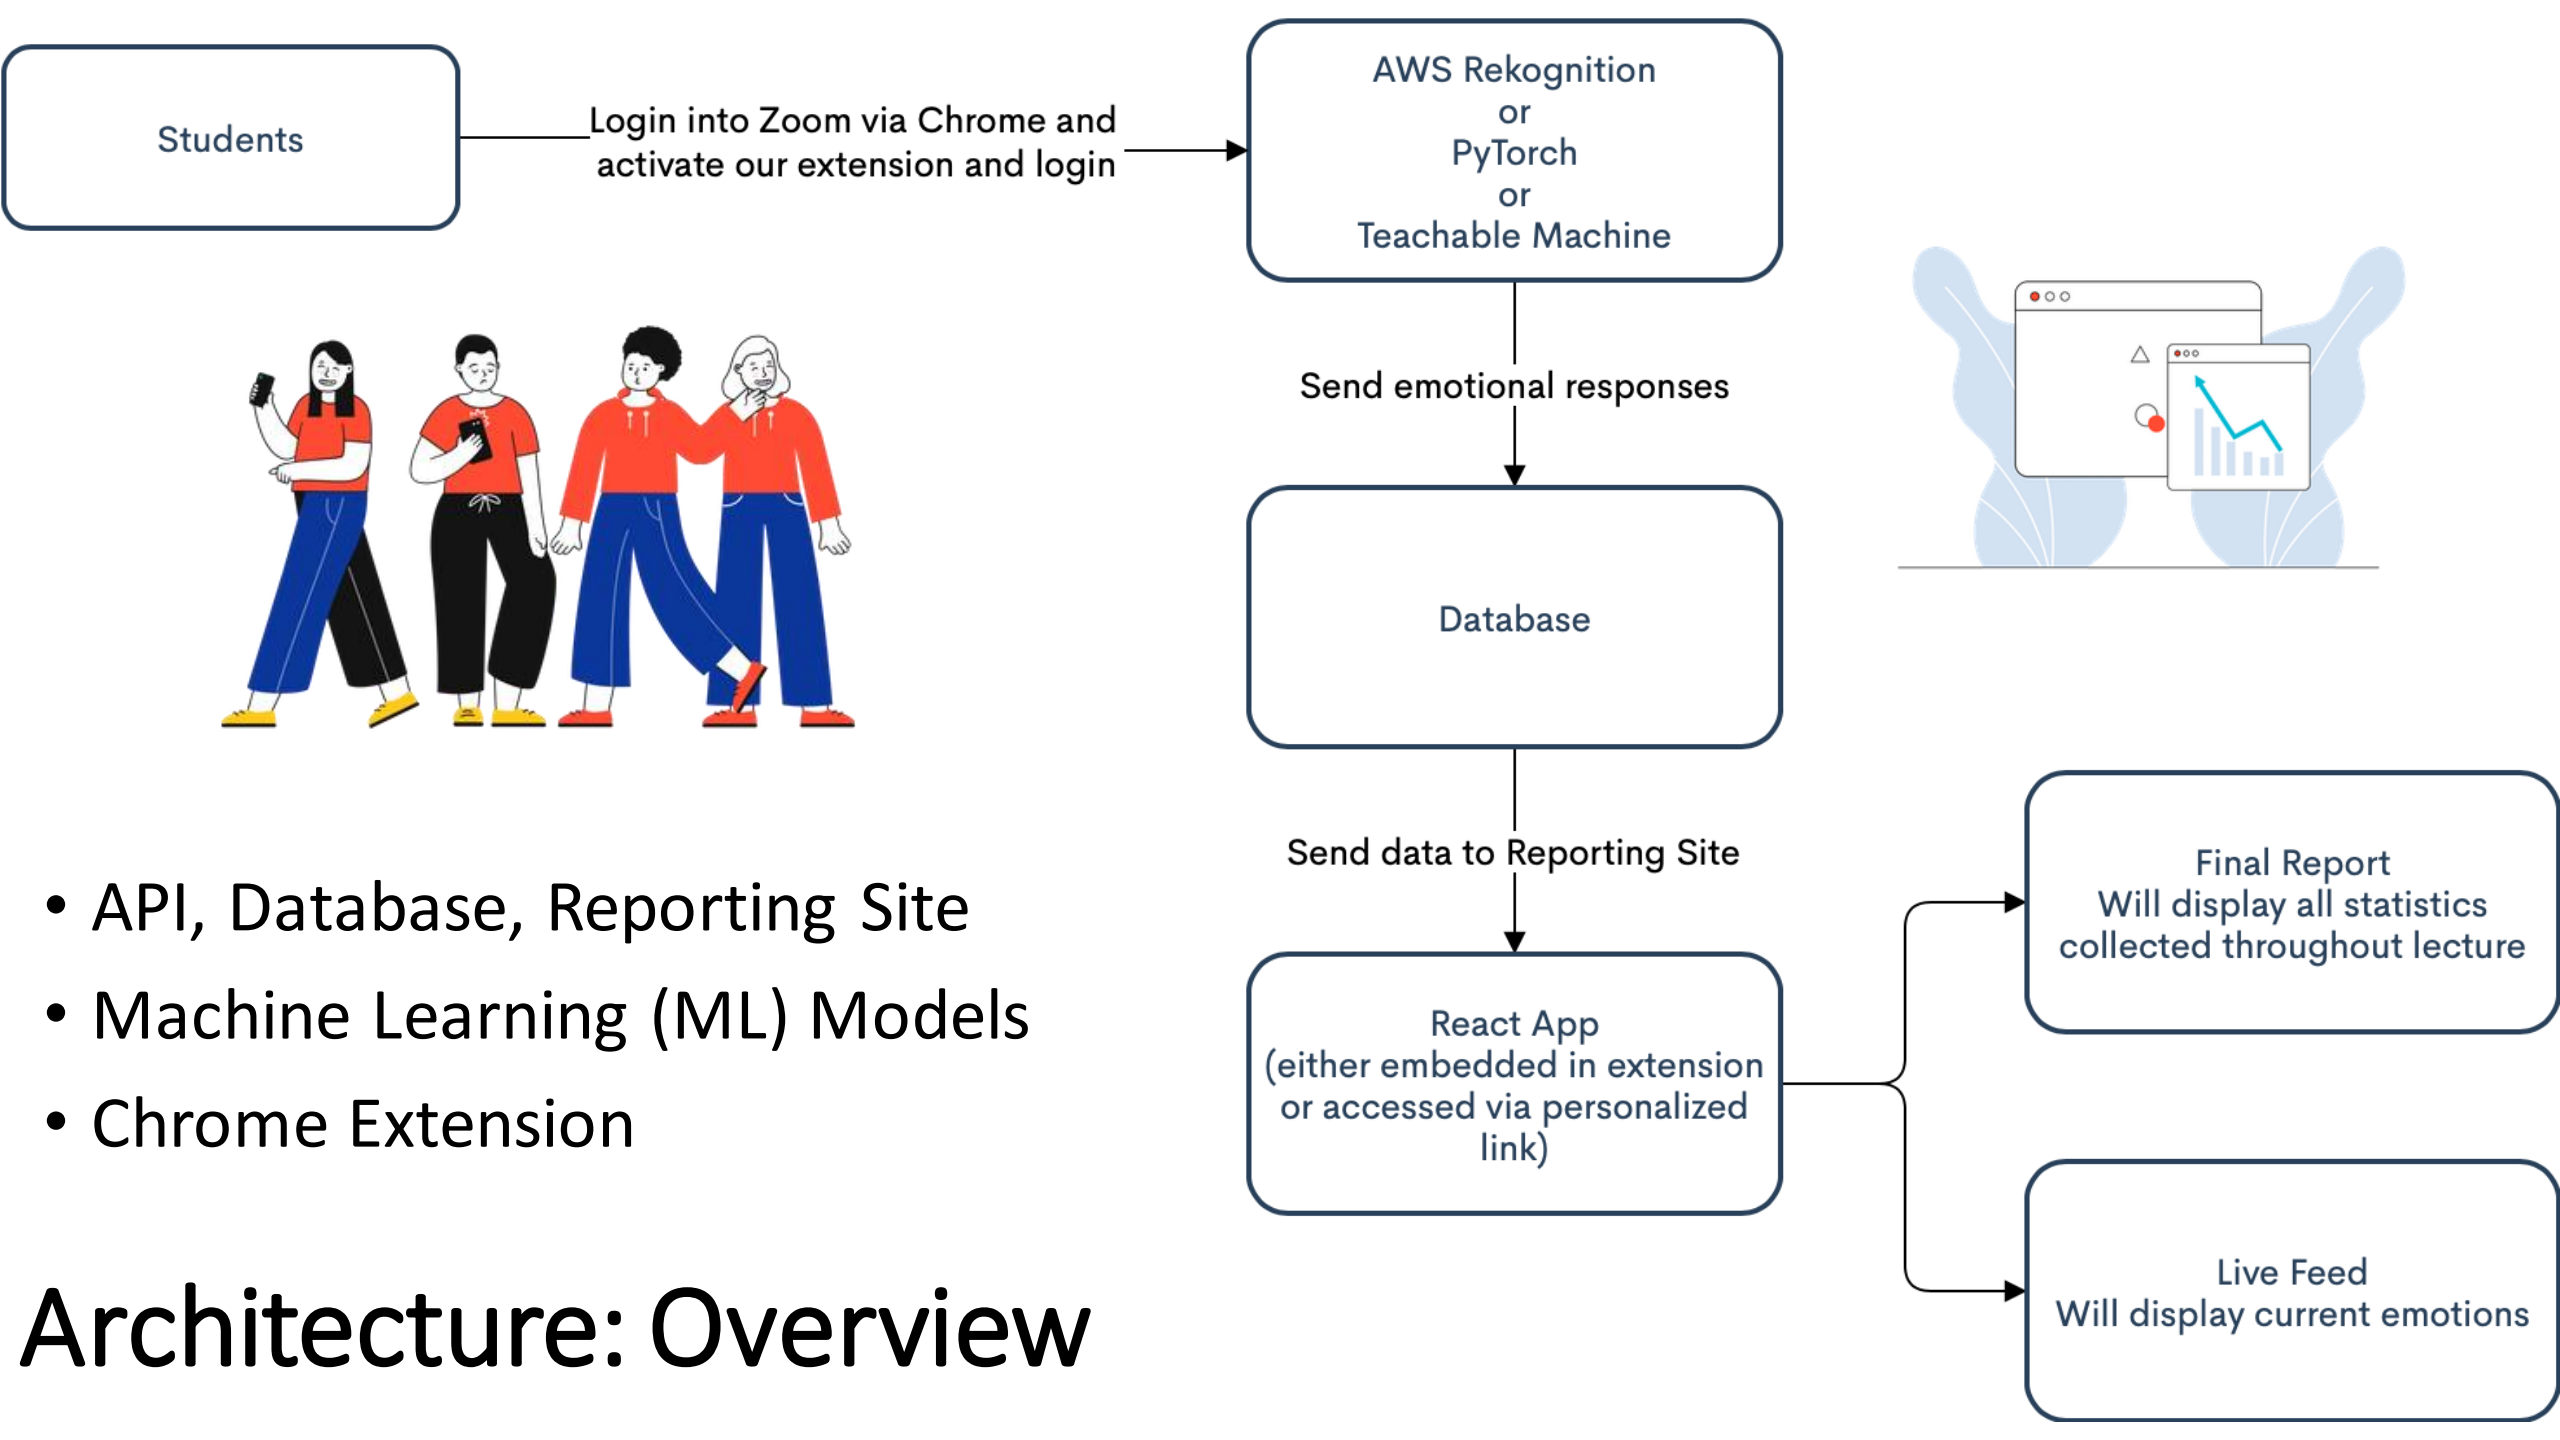 Students
Login into Zoom via Chrome and
activate our extension and login
AWS Rekognition
or
PyTorch
or
Teachable Machine
Send emotional responses
Database
Send data to Reporting Site
React App
(either embedded in extension
or accessed via personalized
link)
Final Report
Will display all statistics
collected throughout lecture
Live Feed
Will display current emotions
• API, Database, Reporting Site
• Machine Learning (ML) Models
• Chrome Extension
Architecture: Overview